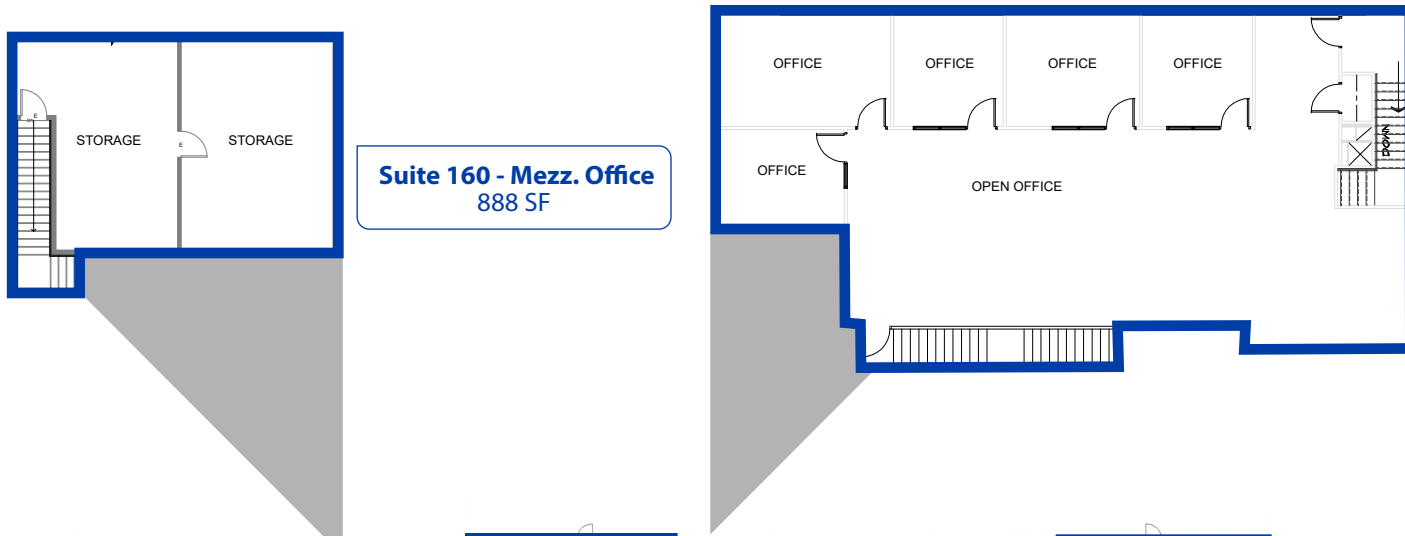 STORAGE
STORAGE
E
E
Suite 160 - Mezz. Office
888 SF
OFFICE
OFFICE
OFFICE
OFFICE
OFFICE
OPEN OFFICE
DOWN